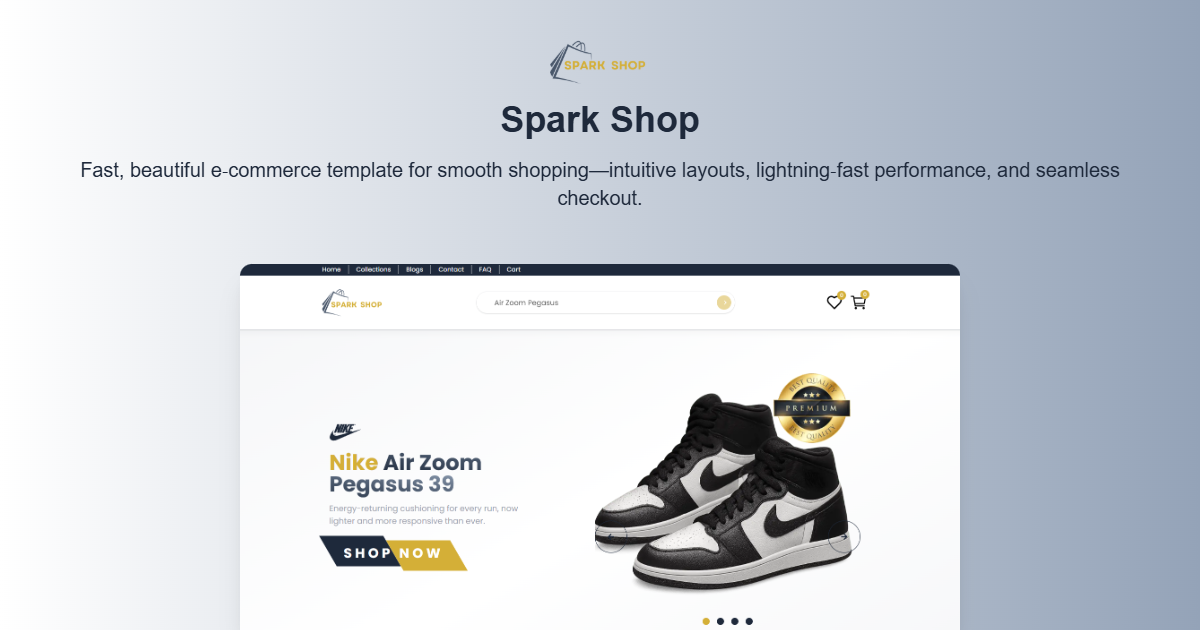 SPARK SHOP
Spark Shop
Fast, beautiful e-commerce template for smooth shopping—intuitive layouts, lightning-fast performance, and seamless
checkout.
Home | Collections | Blogs | Contact | FAQ | Cart
SPARK SHOP
Air Zoom Pegasus
0
0
BEST QUALITY
PREMIUM
BEST QUALITY
NIKE
Nike Air Zoom
Pegasus 39
Energy-returning cushioning for every run, now
lighter and more responsive than ever.
SHOP NOW